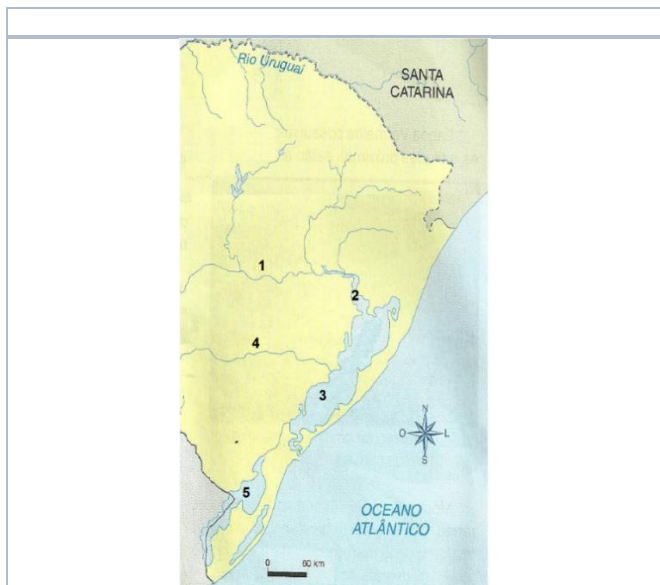 Rio Uruguai
SANTA
CATARINA
1
2
4
3
N
O
L
S
5
OCEANO
ATLÂNTICO
0
60 km